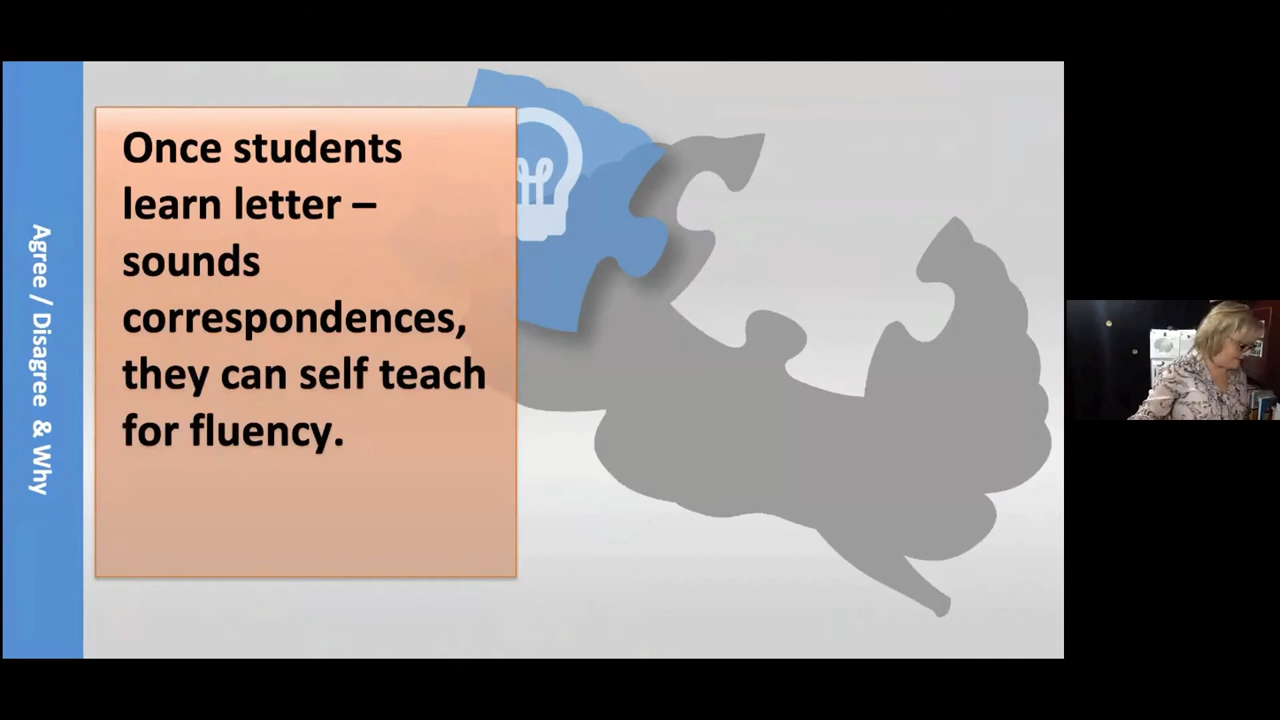 Agree / Disagree & Why
Once students
learn letter –
sounds
correspondences,
they can self teach
for fluency.